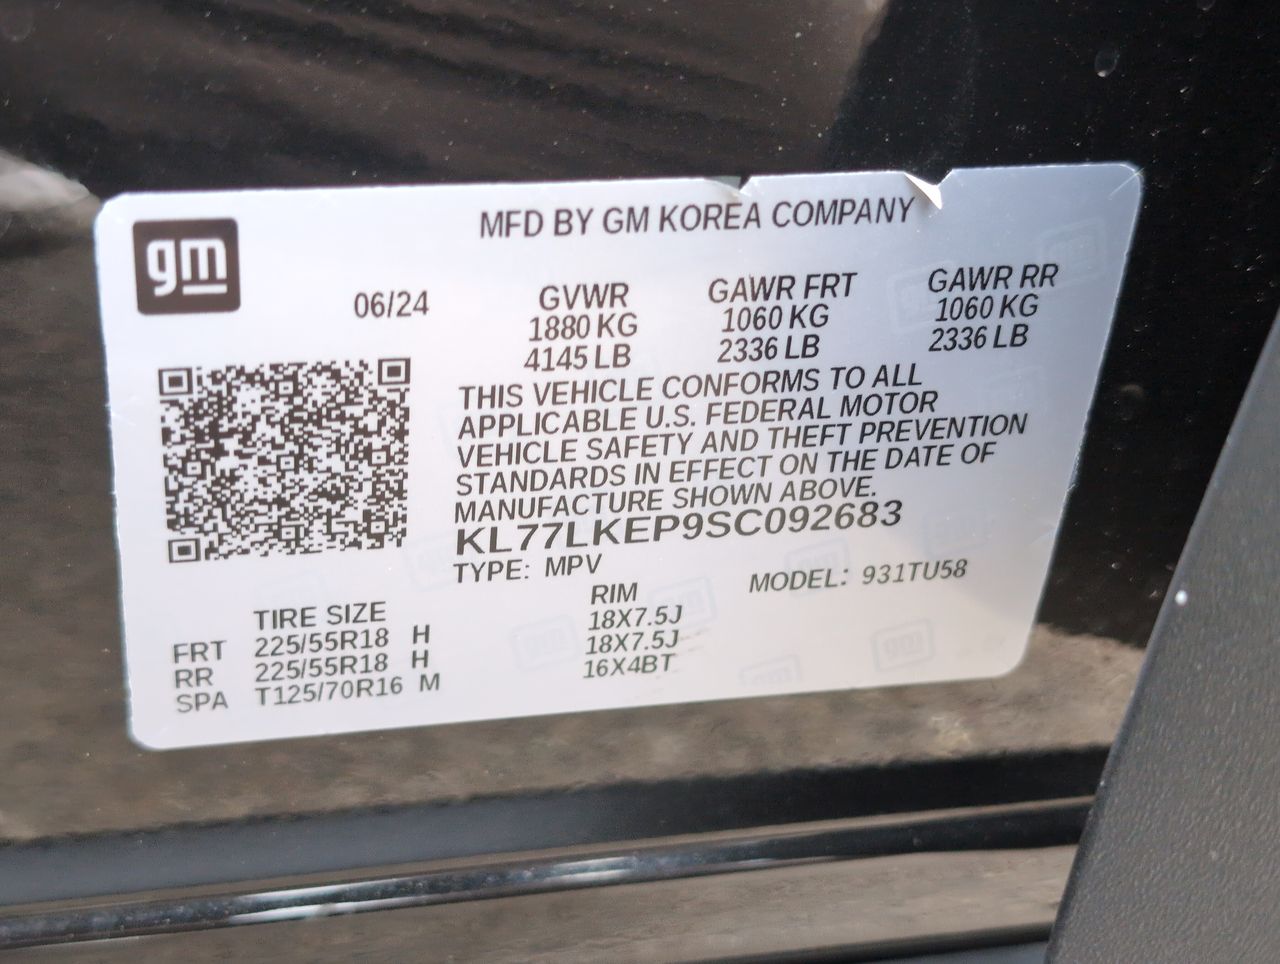 gm
MFD BY GM KOREA COMPANY
06/24
GVWR GAWR FRT GAWR RR
1880 KG 1060 KG 1060 KG
4145 LB 2336 LB 2336 LB
THIS VEHICLE CONFORMS TO ALL
APPLICABLE U.S. FEDERAL MOTOR
VEHICLE SAFETY AND THEFT PREVENTION
STANDARDS IN EFFECT ON THE DATE OF
MANUFACTURE SHOWN ABOVE.
KL77LKEP9SC092683
TYPE: MPV MODEL: 931TU58
TIRE SIZE RIM
FRT 225/55R18 H 18X7.5J
RR 225/55R18 H 18X7.5J
SPA T125/70R16 M 16X4BT